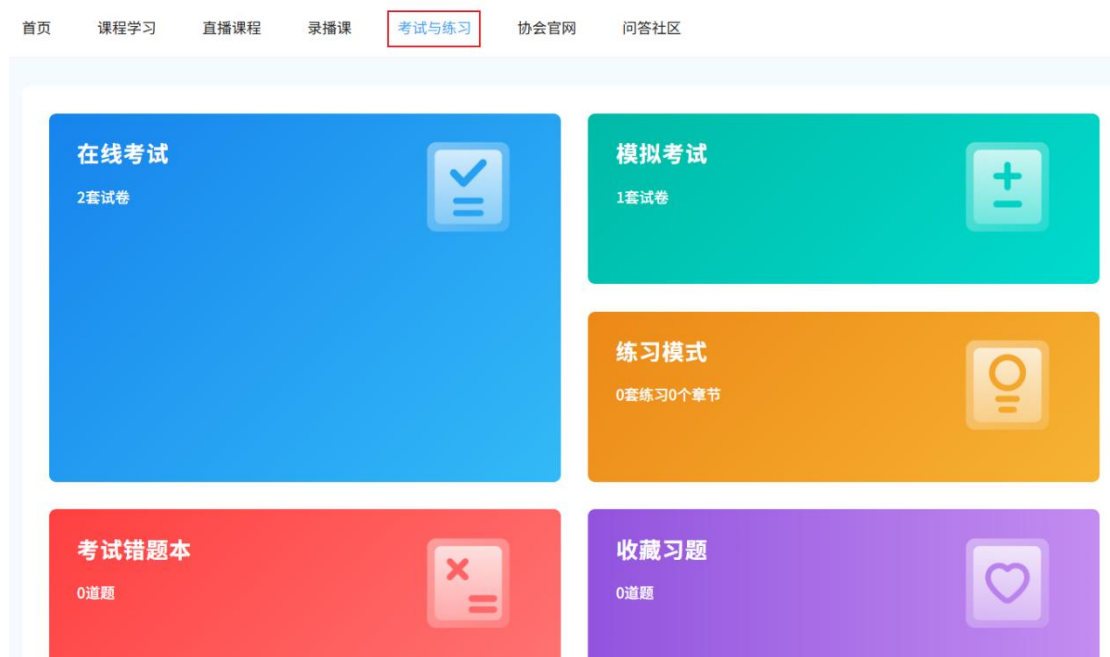 首页 课程学习 直播课程 录播课 考试与练习 协会官网 问答社区
在线考试
2套试卷
模拟考试
1套试卷
练习模式
0套练习0个章节
考试错题本
0道题
收藏习题
0道题